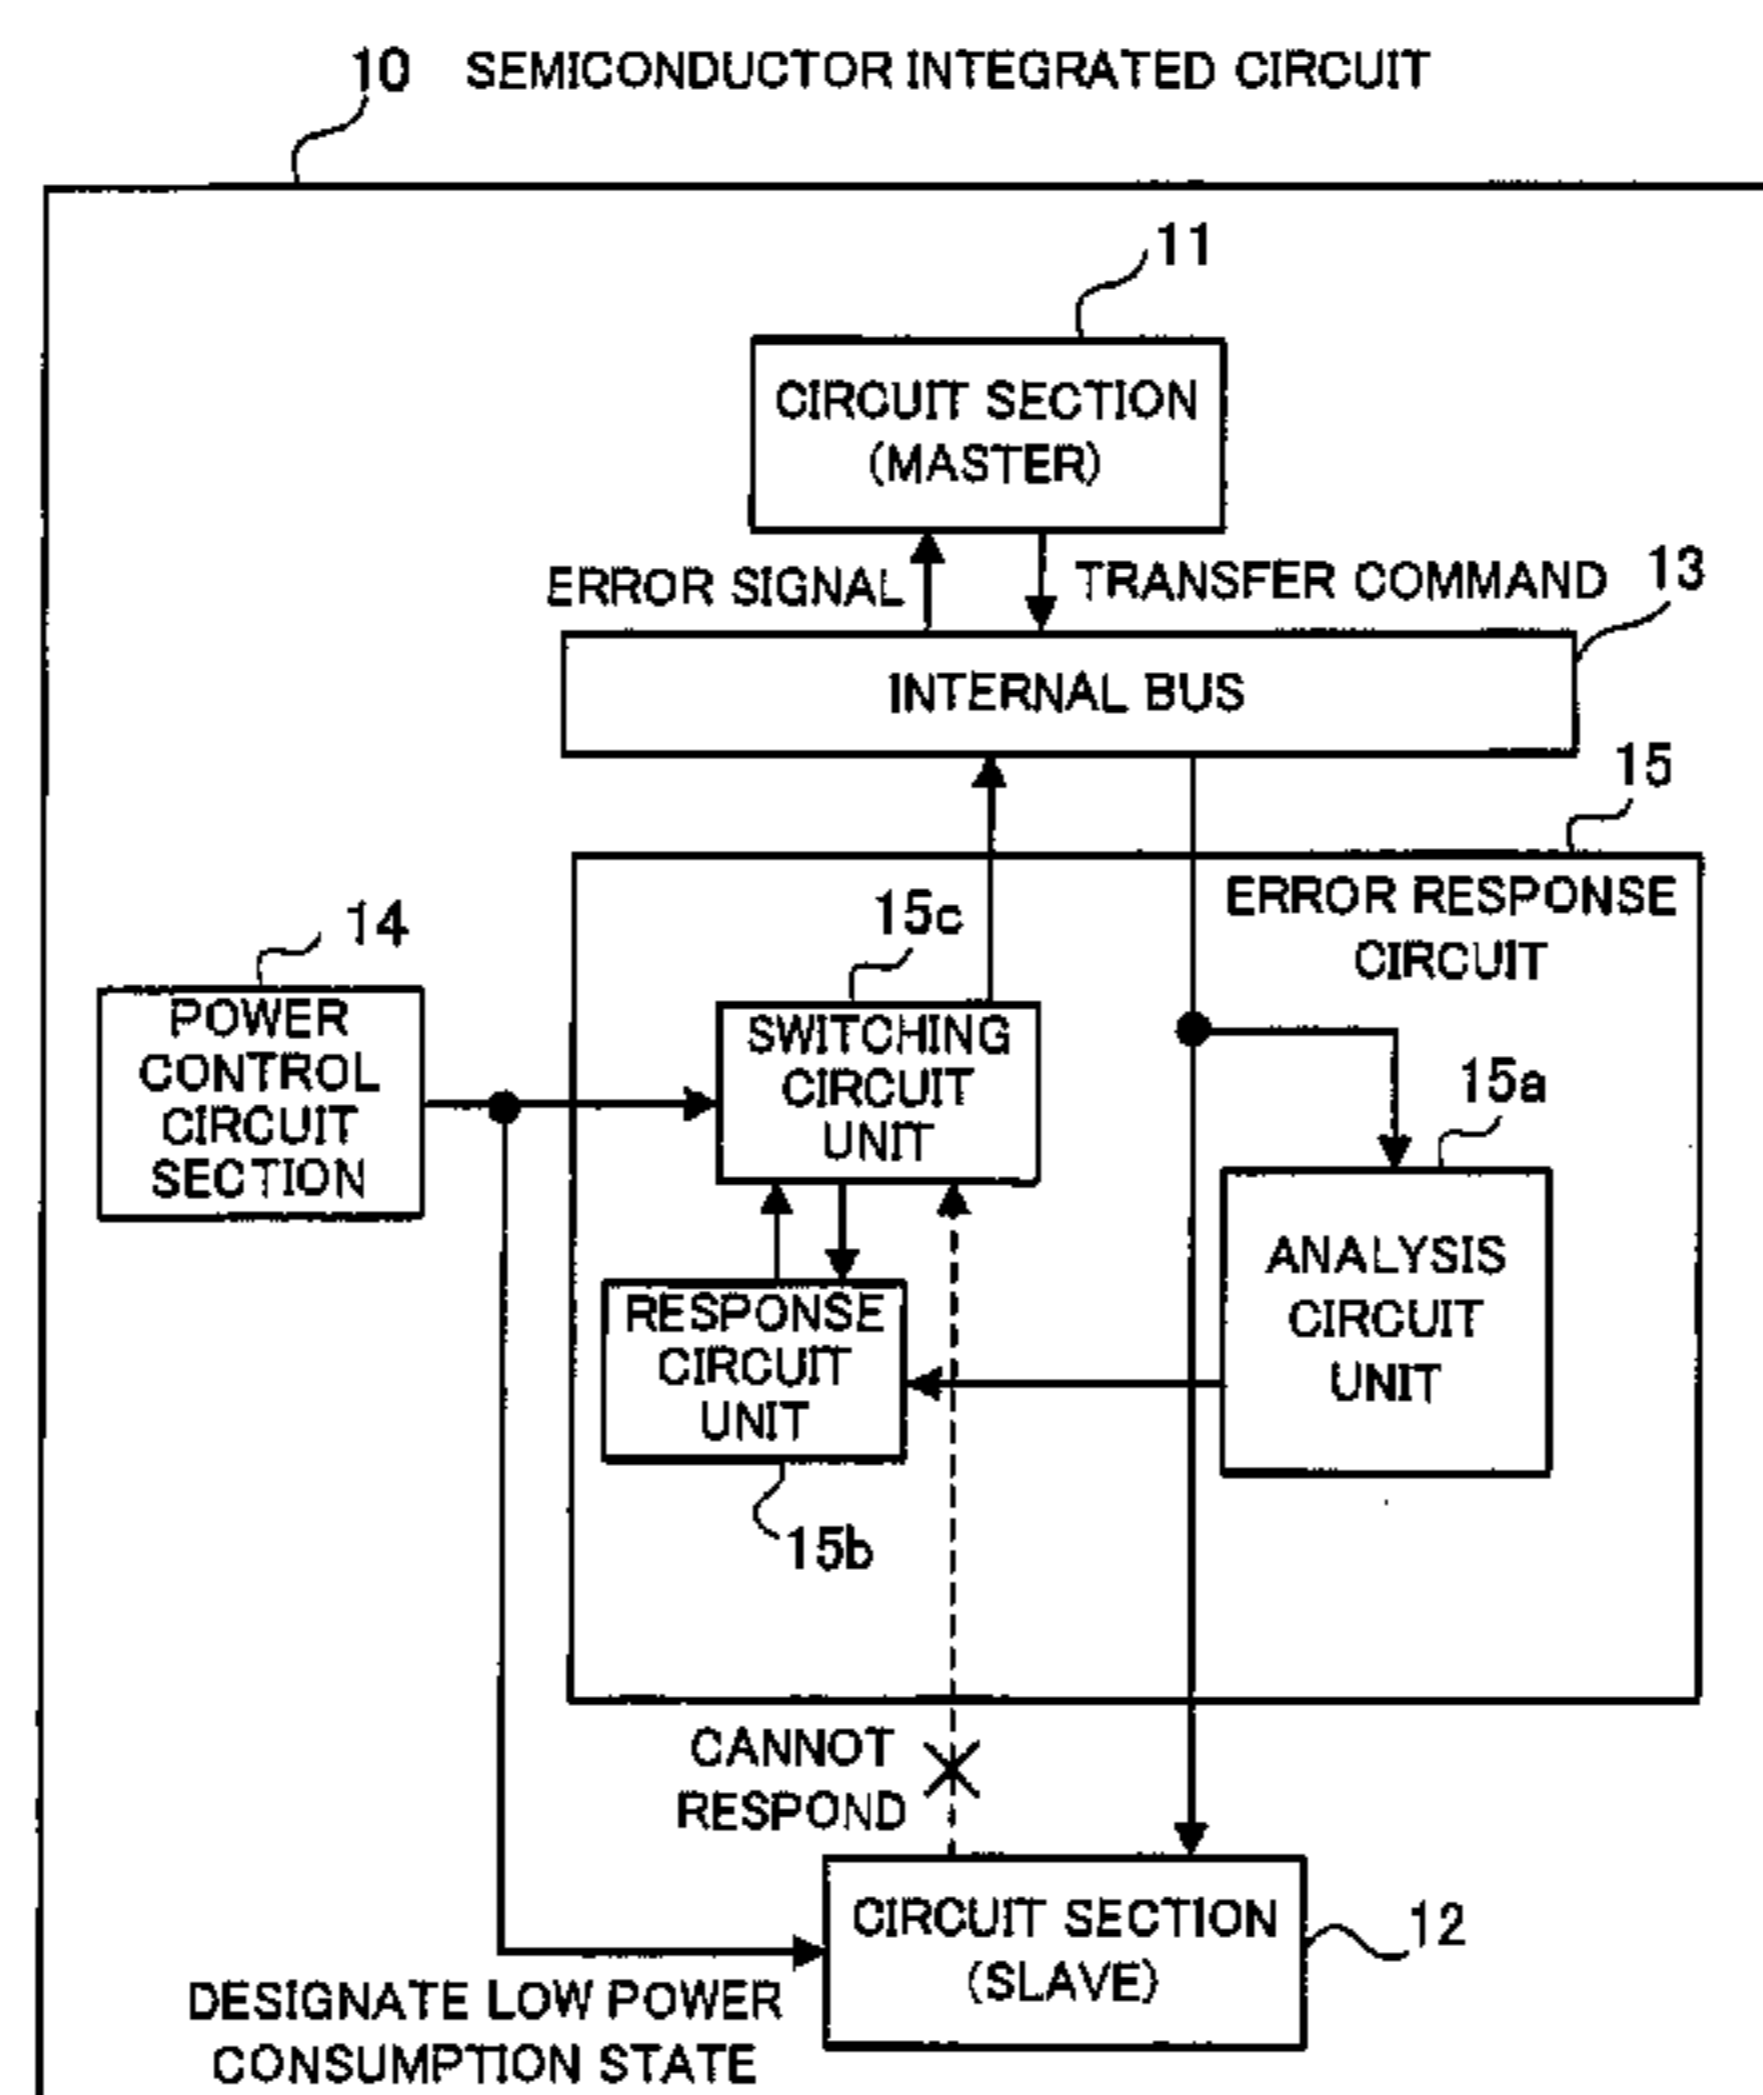 10 SEMICONDUCTOR INTEGRATED CIRCUIT
11
CIRCUIT SECTION
(MASTER)
ERROR SIGNAL
TRANSFER COMMAND
13
INTERNAL BUS
15
ERROR RESPONSE
CIRCUIT
14
POWER
CONTROL
CIRCUIT
SECTION
15c
SWITCHING
CIRCUIT
UNIT
15a
ANALYSIS
CIRCUIT
UNIT
RESPONSE
CIRCUIT
UNIT
15b
CANNOT
RESPOND
CIRCUIT SECTION
(SLAVE)
12
DESIGNATE LOW POWER
CONSUMPTION STATE